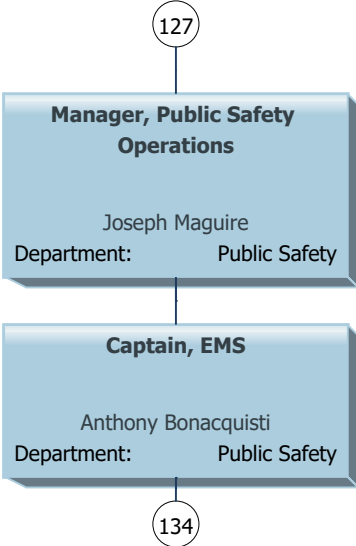 127
Manager, Public Safety
Operations
Joseph Maguire
Department: Public Safety
Captain, EMS
Anthony Bonacquisti
Department: Public Safety
134